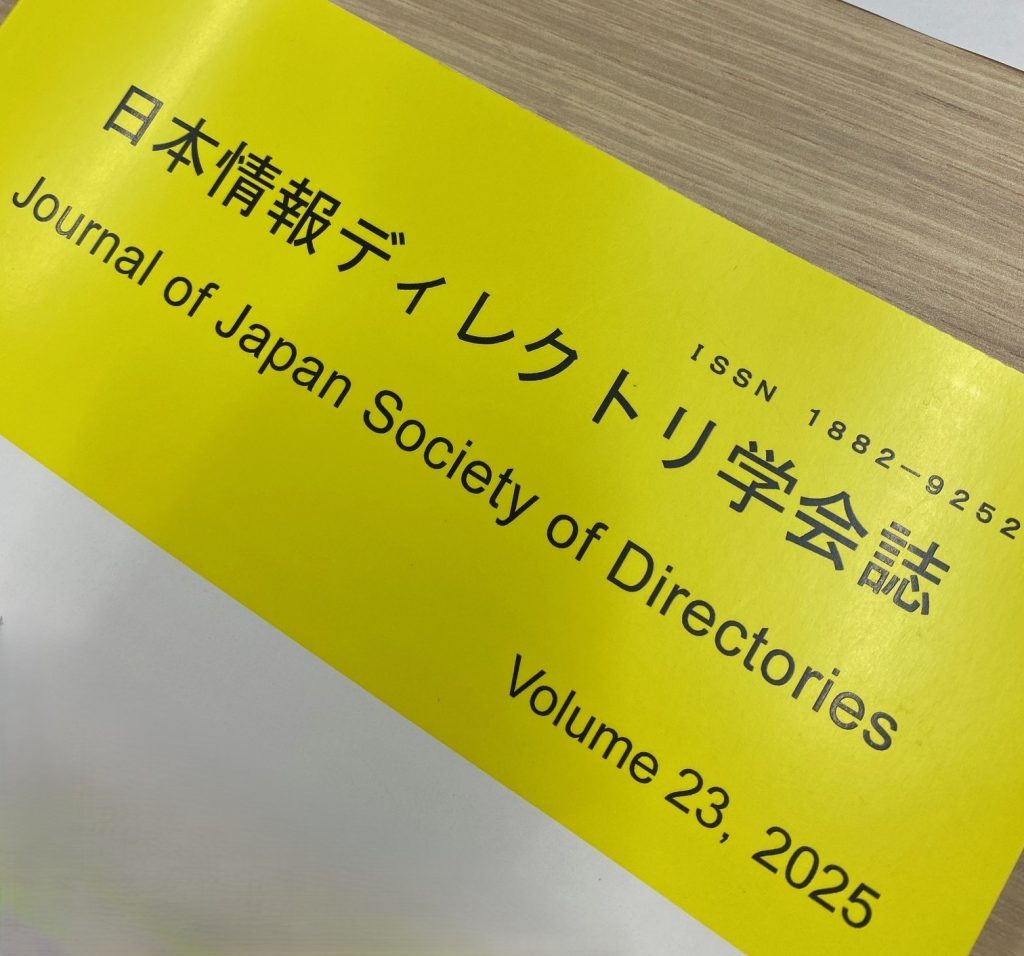 ISSN 1882-9252
日本情報ディレクトリ学会誌
Journal of Japan Society of Directories
Volume 23, 2025